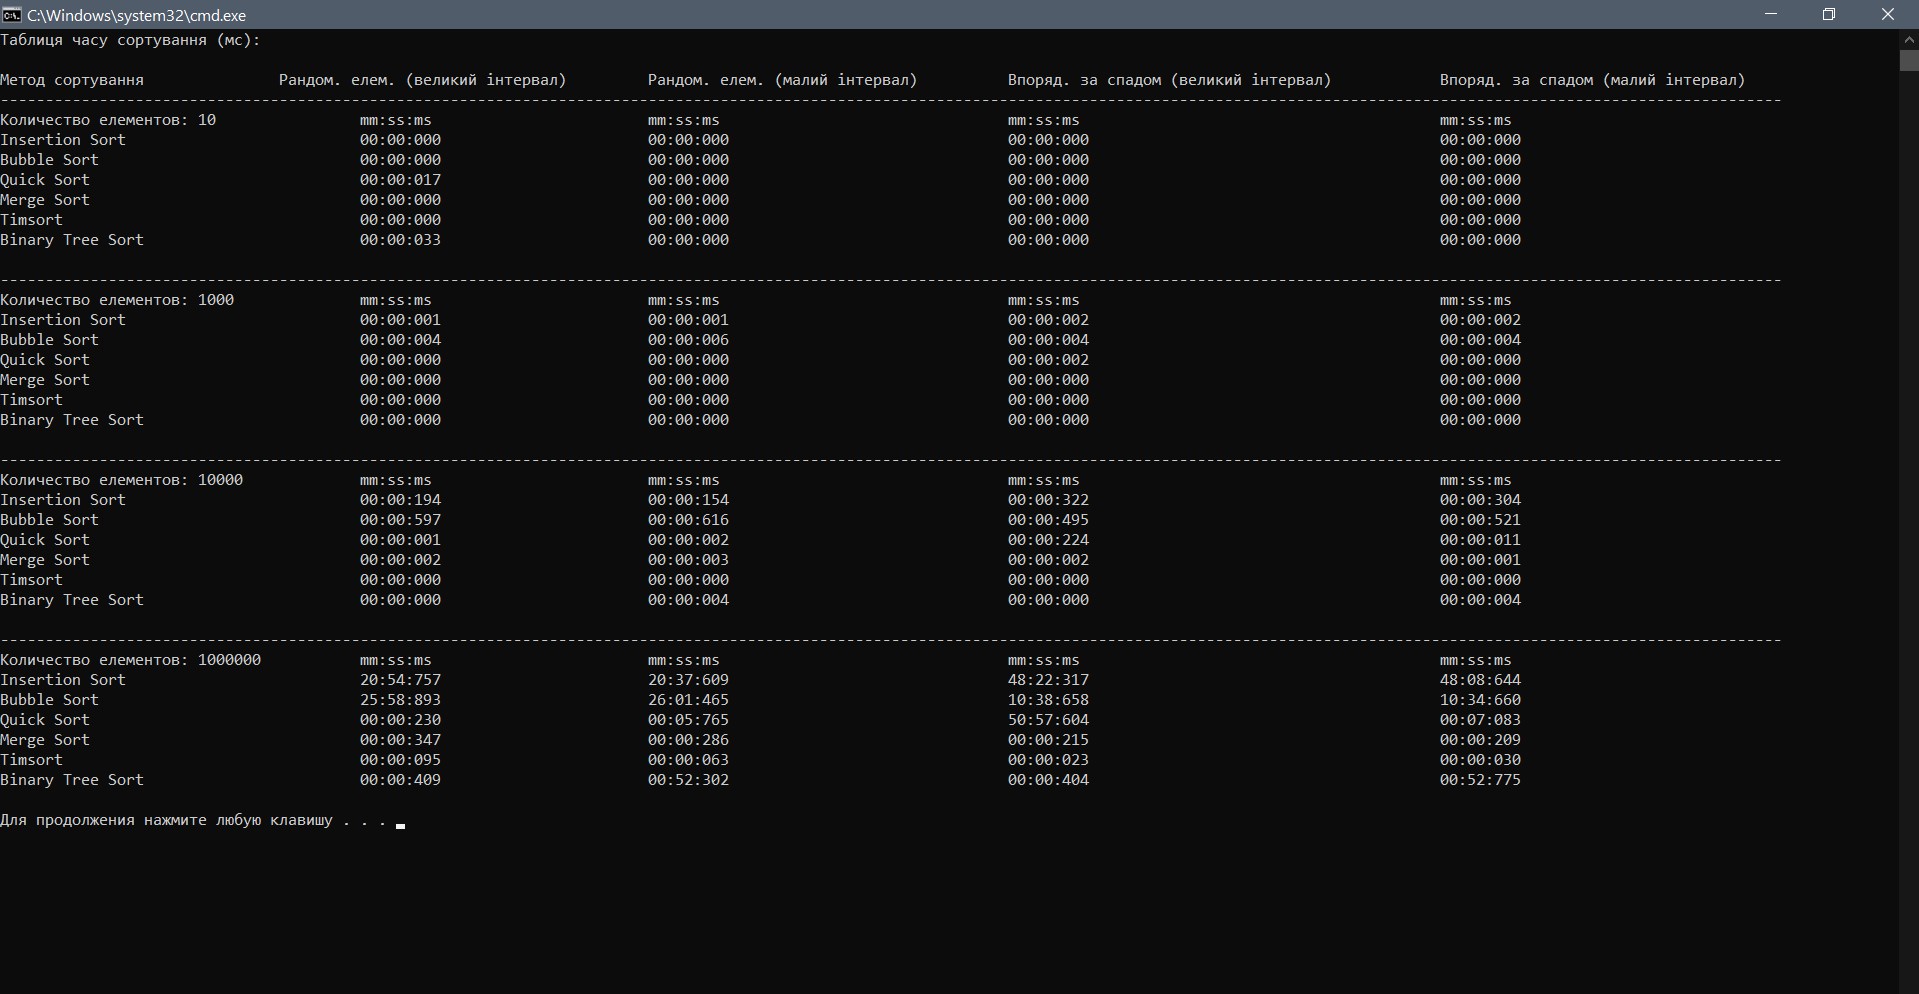 C:\Windows\system32\cmd.exe
Таблиця часу сортування (мс):
Метод сортування Рандом. елем. (великий інтервал) Рандом. елем. (малий інтервал) Впоряд. за спадом (великий інтервал) Впоряд. за спадом (малий інтервал)
Количество елементов: 10 mm:ss:ms mm:ss:ms mm:ss:ms mm:ss:ms
Insertion Sort 00:00:000 00:00:000 00:00:000 00:00:000
Bubble Sort 00:00:000 00:00:000 00:00:000 00:00:000
Quick Sort 00:00:017 00:00:000 00:00:000 00:00:000
Merge Sort 00:00:000 00:00:000 00:00:000 00:00:000
Timsort 00:00:000 00:00:000 00:00:000 00:00:000
Binary Tree Sort 00:00:033 00:00:000 00:00:000 00:00:000
Количество елементов: 1000 mm:ss:ms mm:ss:ms mm:ss:ms mm:ss:ms
Insertion Sort 00:00:001 00:00:001 00:00:002 00:00:002
Bubble Sort 00:00:004 00:00:006 00:00:004 00:00:004
Quick Sort 00:00:000 00:00:000 00:00:002 00:00:000
Merge Sort 00:00:000 00:00:000 00:00:000 00:00:000
Timsort 00:00:000 00:00:000 00:00:000 00:00:000
Binary Tree Sort 00:00:000 00:00:000 00:00:000 00:00:000
Количество елементов: 10000 mm:ss:ms mm:ss:ms mm:ss:ms mm:ss:ms
Insertion Sort 00:00:194 00:00:154 00:00:322 00:00:304
Bubble Sort 00:00:597 00:00:616 00:00:495 00:00:521
Quick Sort 00:00:001 00:00:002 00:00:224 00:00:011
Merge Sort 00:00:002 00:00:003 00:00:002 00:00:001
Timsort 00:00:000 00:00:000 00:00:000 00:00:000
Binary Tree Sort 00:00:000 00:00:004 00:00:000 00:00:004
Количество елементов: 1000000 mm:ss:ms mm:ss:ms mm:ss:ms mm:ss:ms
Insertion Sort 20:54:757 20:37:609 48:22:317 48:08:644
Bubble Sort 25:58:893 26:01:465 10:38:658 10:34:660
Quick Sort 00:00:230 00:05:765 50:57:604 00:07:083
Merge Sort 00:00:347 00:00:286 00:00:215 00:00:209
Timsort 00:00:095 00:00:063 00:00:023 00:00:030
Binary Tree Sort 00:00:409 00:52:302 00:00:404 00:52:775
Для продолжения нажмите любую клавишу . . .